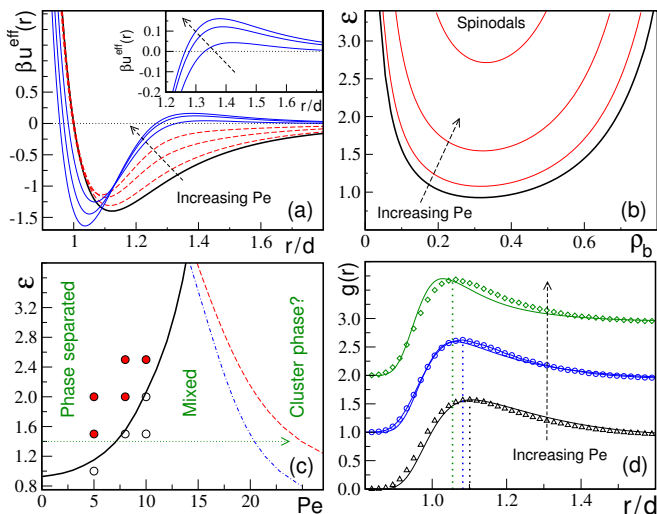 βu^eff(r)
0.5
0
-0.5
-1
-1.5
1
1.2
1.4
1.6
r/d
Increasing Pe
(a)
βu^eff(r)
0.1
0.0
-0.1
-0.2
1.2
1.3
1.4
1.5
1.6
r/d
ε
3.0
2.5
2.0
1.5
1.0
0
0.2
0.4
0.6
ρ_b
Spinodals
Increasing Pe
(b)
ε
3.6
3.2
2.8
2.4
2.0
1.6
1.2
0.8
0
5
10
15
20
Pe
Phase separated
Mixed
Cluster phase?
(c)
g(r)
4.0
3.5
3.0
2.5
2.0
1.5
1.0
0.5
0.0
1.0
1.2
1.4
r/d
Increasing Pe
(d)